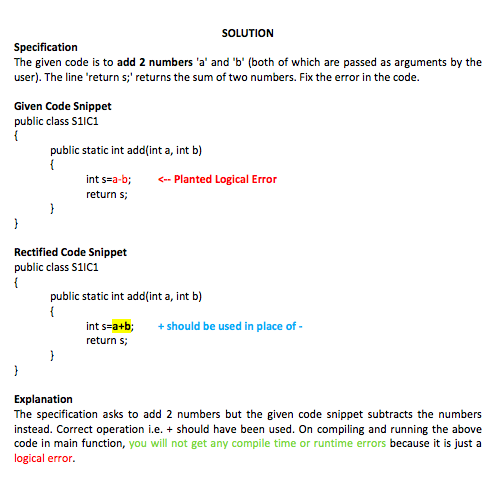 SOLUTION
Specification
The given code is to add 2 numbers 'a' and 'b' (both of which are passed as arguments by the
user). The line 'return s;' returns the sum of two numbers. Fix the error in the code.
Given Code Snippet
public class S1IC1
{
public static int add(int a, int b)
{
int s=a-b; <-- Planted Logical Error
return s;
}
}
Rectified Code Snippet
public class S1IC1
{
public static int add(int a, int b)
{
int s=a+b; + should be used in place of -
return s;
}
}
Explanation
The specification asks to add 2 numbers but the given code snippet subtracts the numbers
instead. Correct operation i.e. + should have been used. On compiling and running the above
code in main function, you will not get any compile time or runtime errors because it is just a
logical error.